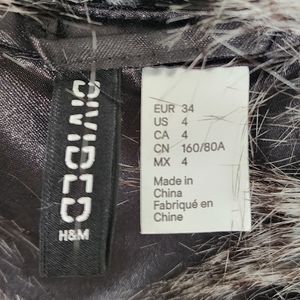 DIVIDED
H&M
EUR 34
US 4
CA 4
CN 160/80A
MX 4
Made in
China
Fabriqué en
Chine